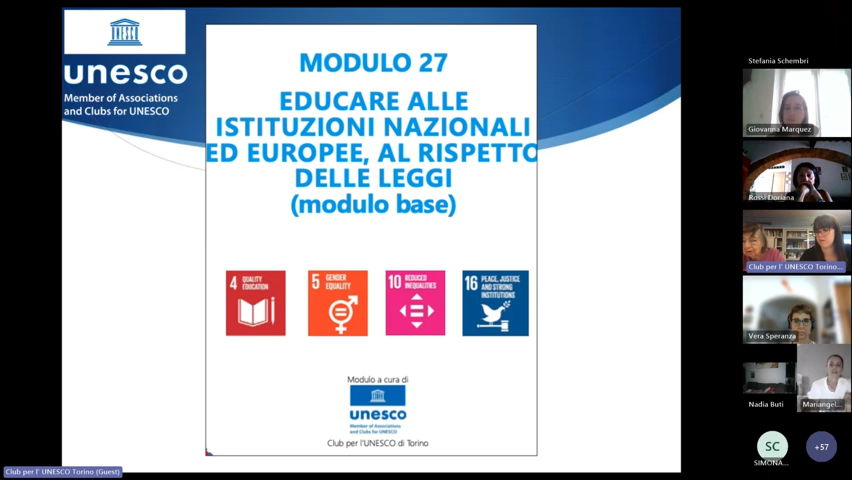 unesco
Member of Associations
and Clubs for UNESCO
MODULO 27
EDUCARE ALLE
ISTITUZIONI NAZIONALI
ED EUROPEE, AL RISPETTO
DELLE LEGGI
(modulo base)
4 QUALITY
EDUCATION
5 GENDER
EQUALITY
10 REDUCED
INEQUALITIES
16 PEACE, JUSTICE
AND STRONG
INSTITUTIONS
Modulo a cura di
unesco
Member of Associations
and Clubs for UNESCO
Club per l'UNESCO di Torino
Club per l' UNESCO Torino (Guest)
Stefania Schembri
Giovanna Marquez
Rossi Doriana
Club per l' UNESCO Torino...
Vera Speranza
Nadia Buti
Mariangel...
SC
SIMONA...
+57